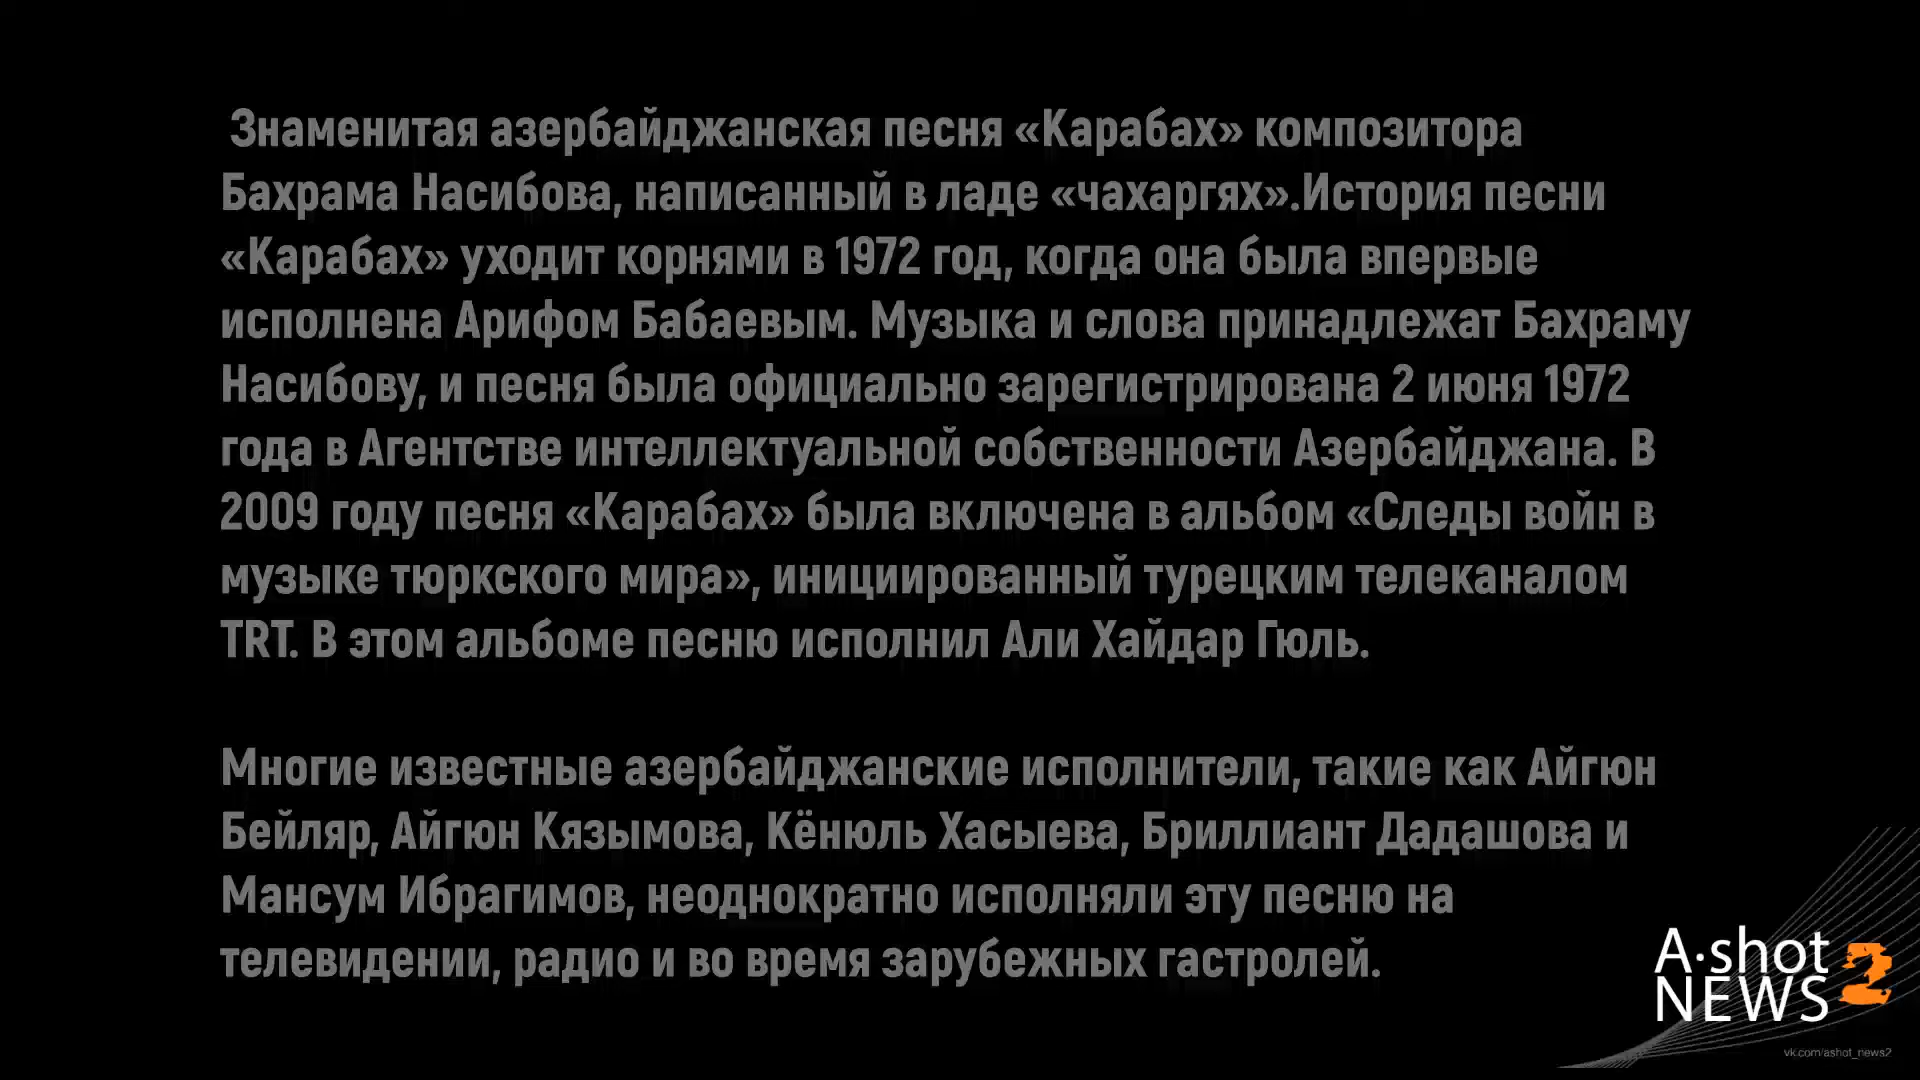 Знаменитая азербайджанская песня «Карабах» композитора
Бахрама Насибова, написанный в ладе «чахаргях».История песни
«Карабах» уходит корнями в 1972 год, когда она была впервые
исполнена Арифом Бабаевым. Музыка и слова принадлежат Бахраму
Насибову, и песня была официально зарегистрирована 2 июня 1972
года в Агентстве интеллектуальной собственности Азербайджана. В
2009 году песня «Карабах» была включена в альбом «Следы войн в
музыке тюркского мира», инициированный турецким телеканалом
TRT. В этом альбоме песню исполнил Али Хайдар Гюль.
Многие известные азербайджанские исполнители, такие как Айгюн
Бейляр, Айгюн Кязымова, Кёнюль Хасыева, Бриллиант Дадашова и
Мансум Ибрагимов, неоднократно исполняли эту песню на
телевидении, радио и во время зарубежных гастролей.
A·shot
NEWS 2
vk.com/ashot_news2